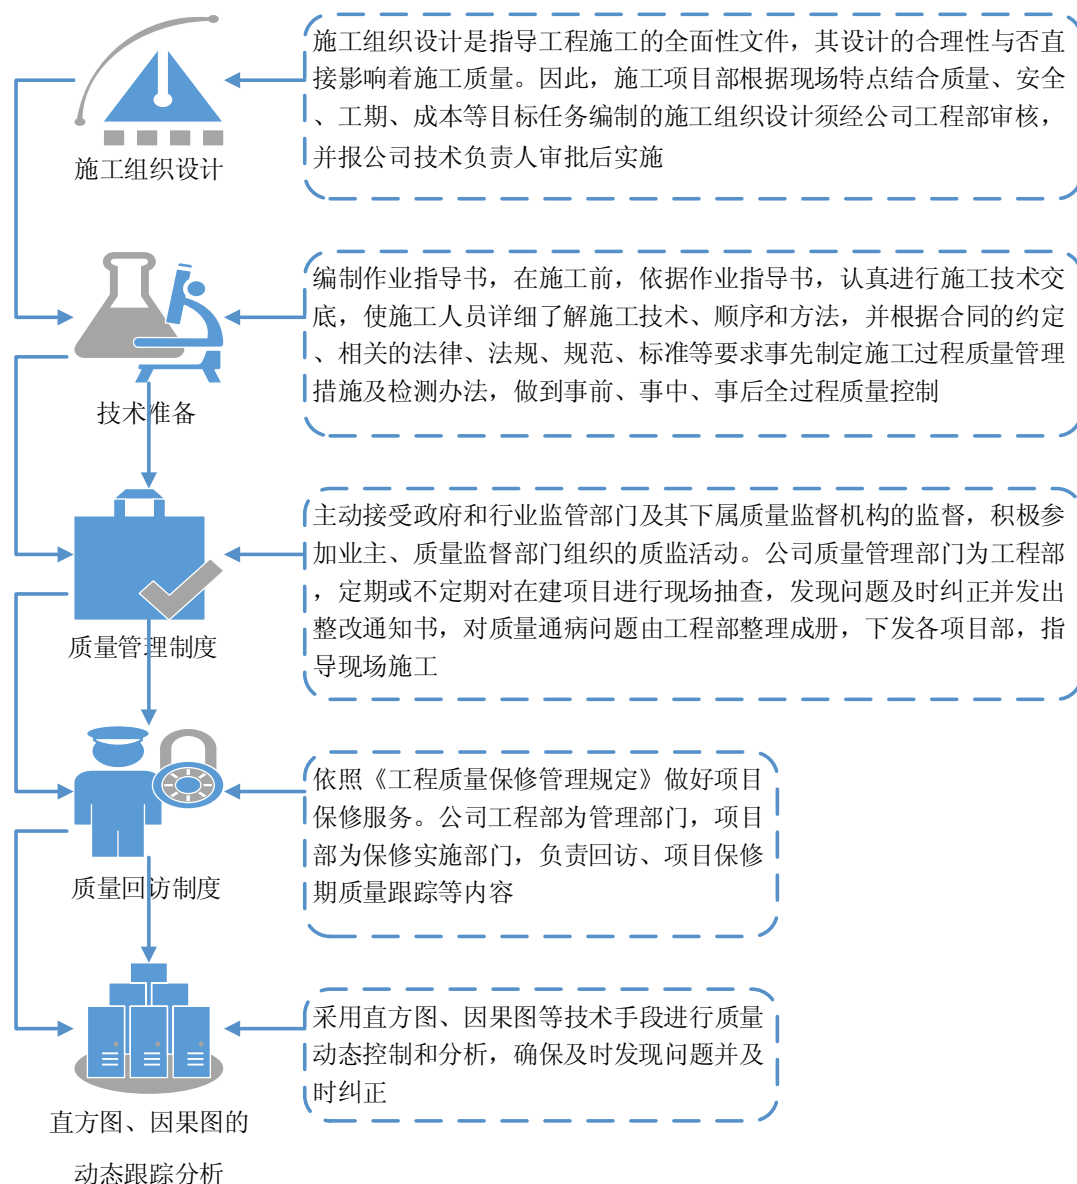 施工组织设计是指导工程施工的全面性文件，其设计的合理性与否直
接影响着施工质量。因此，施工项目部根据现场特点结合质量、安全
、工期、成本等目标任务编制的施工组织设计须经公司工程部审核，
并报公司技术负责人审批后实施
施工组织设计
编制作业指导书，在施工前，依据作业指导书，认真进行施工技术交
底，使施工人员详细了解施工技术、顺序和方法，并根据合同的约定
、相关的法律、法规、规范、标准等要求事先制定施工过程质量管理
措施及检测办法，做到事前、事中、事后全过程质量控制
技术准备
主动接受政府和行业监管部门及其下属质量监督机构的监督，积极参
加业主、质量监督部门组织的质监活动。公司质量管理部门为工程部
，定期或不定期对在建项目进行现场抽查，发现问题及时纠正并发出
整改通知书，对质量通病问题由工程部整理成册，下发各项目部，指
导现场施工
质量管理制度
依照《工程质量保修管理规定》做好项目
保修服务。公司工程部为管理部门，项目
部为保修实施部门，负责回访、项目保修
期质量跟踪等内容
质量回访制度
采用直方图、因果图等技术手段进行质量
动态控制和分析，确保及时发现问题并及
时纠正
直方图、因果图的
动态跟踪分析